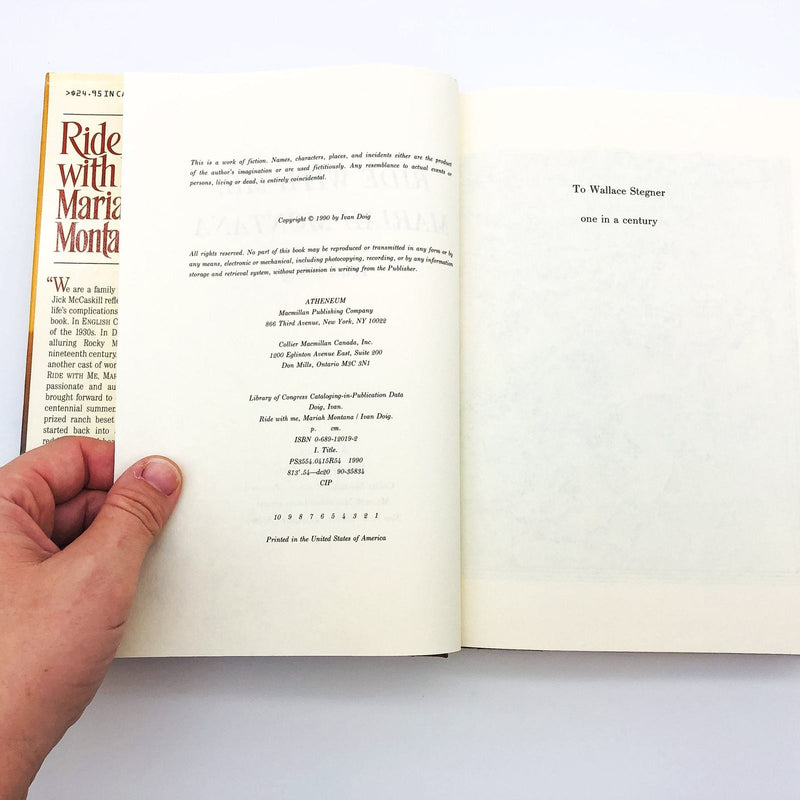 >$24.95 IN CA
Ride
with
Maria
Monta
"We are a family
Jick McCaskill refle
life's complications
book. In ENGLISH C
of the 1930s. In D
alluring Rocky M
nineteenth century.
another cast of wor
RIDE WITH ME, MAR
passionate and au
brought forward to
centennial summer
prized ranch beset
started back into
This is a work of fiction. Names, characters, places, and incidents either are the product
of the author's imagination or are used fictitiously. Any resemblance to actual events or
persons, living or dead, is entirely coincidental.
Copyright © 1990 by Ivan Doig
All rights reserved. No part of this book may be reproduced or transmitted in any form or by
any means, electronic or mechanical, including photocopying, recording, or by any information
storage and retrieval system, without permission in writing from the Publisher.
ATHENEUM
Macmillan Publishing Company
866 Third Avenue, New York, NY 10022
Collier Macmillan Canada, Inc.
1200 Eglinton Avenue East, Suite 200
Don Mills, Ontario M3C 3N1
Library of Congress Cataloging-in-Publication Data
Doig, Ivan.
Ride with me, Mariah Montana / Ivan Doig.
p. cm.
ISBN 0-689-12019-2
I. Title.
PS3554.O415R54 1990
813'.54—dc20 90-35834
CIP
10 9 8 7 6 5 4 3 2 1
Printed in the United States of America
To Wallace Stegner
one in a century